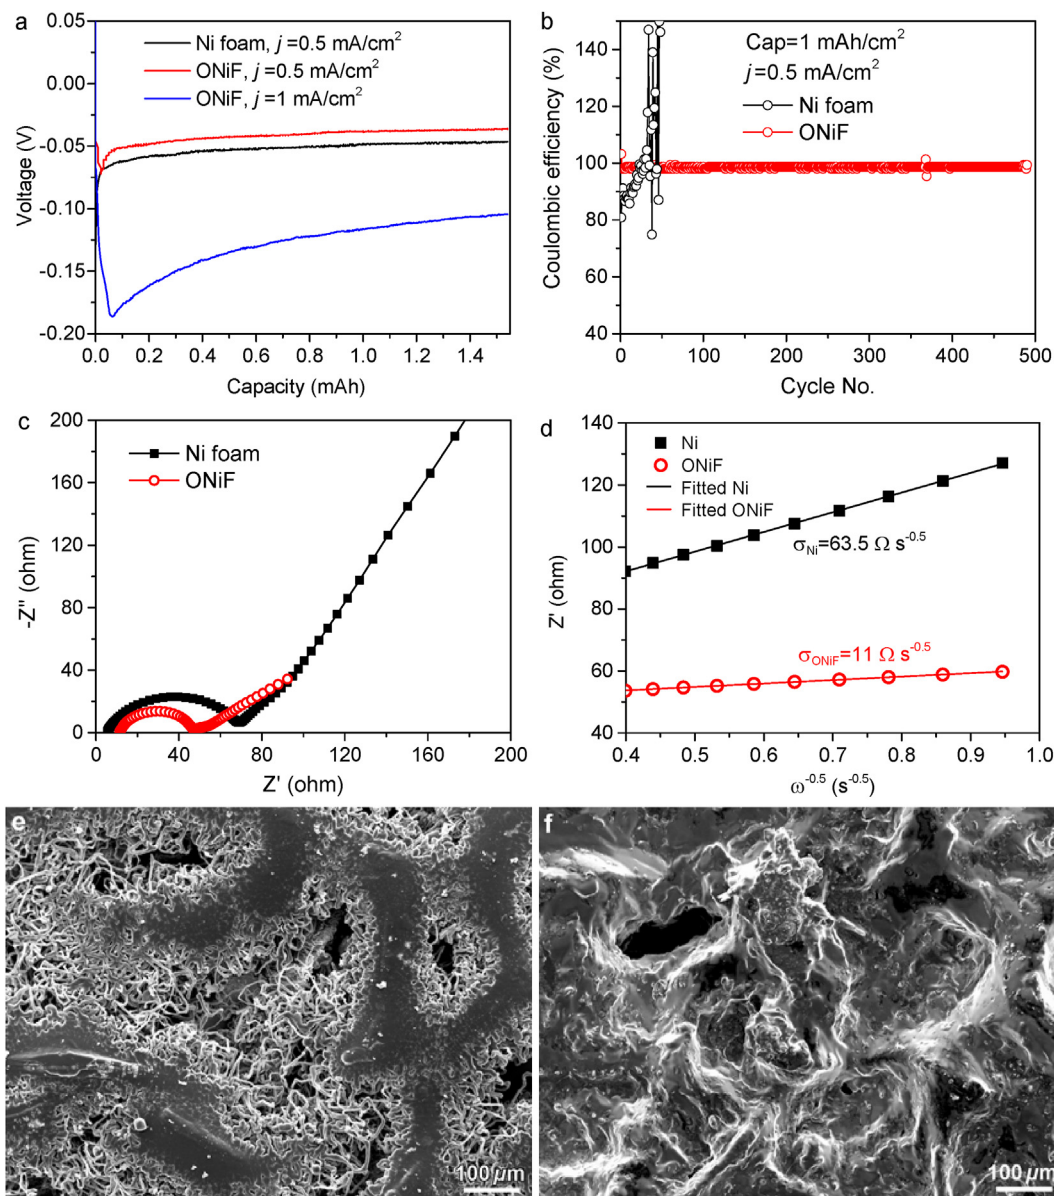 a
0.05
0.00
-0.05
-0.10
-0.15
-0.20
Voltage (V)
Ni foam, j =0.5 mA/cm²
ONiF, j =0.5 mA/cm²
ONiF, j =1 mA/cm²
0.0 0.2 0.4 0.6 0.8 1.0 1.2 1.4
Capacity (mAh)
b
140
120
100
80
60
40
Coulombic efficiency (%)
Cap=1 mAh/cm²
j=0.5 mA/cm²
Ni foam
ONiF
0 100 200 300 400 500
Cycle No.
c
200
160
120
80
40
0
-Z" (ohm)
Ni foam
ONiF
0 40 80 120 160 200
Z' (ohm)
d
140
120
100
80
60
40
Z' (ohm)
Ni
ONiF
Fitted Ni
Fitted ONiF
σNi=63.5 Ω s-0.5
σONiF=11 Ω s-0.5
0.4 0.5 0.6 0.7 0.8 0.9 1.0
ω-0.5 (s-0.5)
e
100 μm
f
100 μm